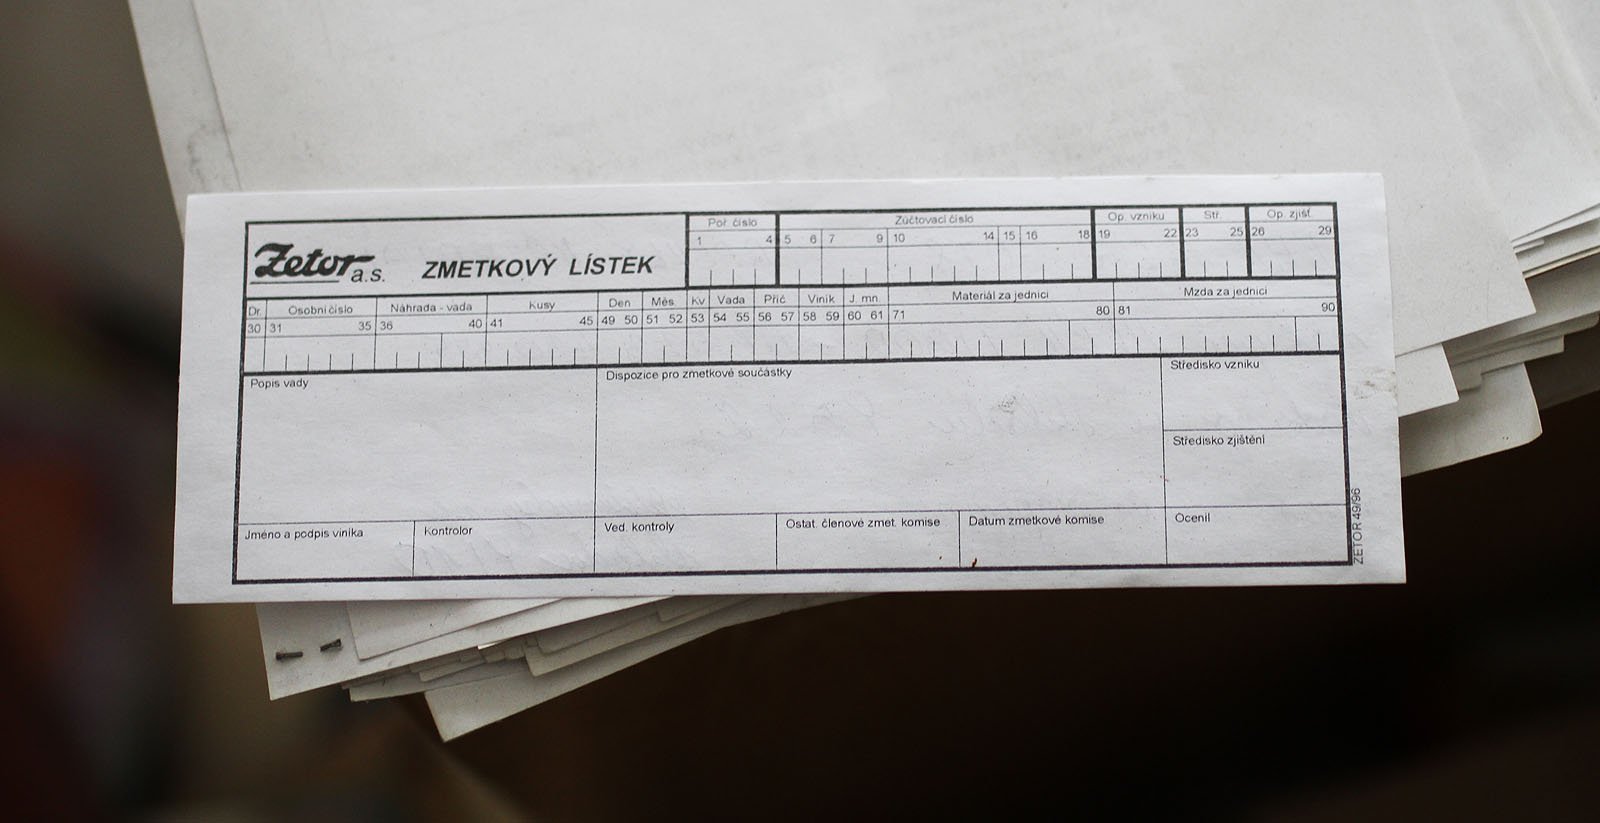 Poř číslo Zúčtovací číslo Op. vzniku Stř. Op. zjišť.
1 4 5 6 7 9 10 14 15 16 18 19 22 23 25 26 29
Zetor a.s. ZMETKOVÝ LÍSTEK
Dr. Osobní číslo Náhrada - vada Kusy Den Měs. Kv Vada Příč Viník J. mn. Materiál za jednici Mzda za jednici
30 31 35 36 40 41 45 49 50 51 52 53 54 55 56 57 58 59 60 61 71 80 81 90
Popis vady Dispozice pro zmetkové součástky Středisko vzniku
Středisko zjištění
Jméno a podpis viníka Kontrolor Ved. kontroly Ostat. členové zmet. komise Datum zmetkové komise Ocenil
ZETOR 49/96